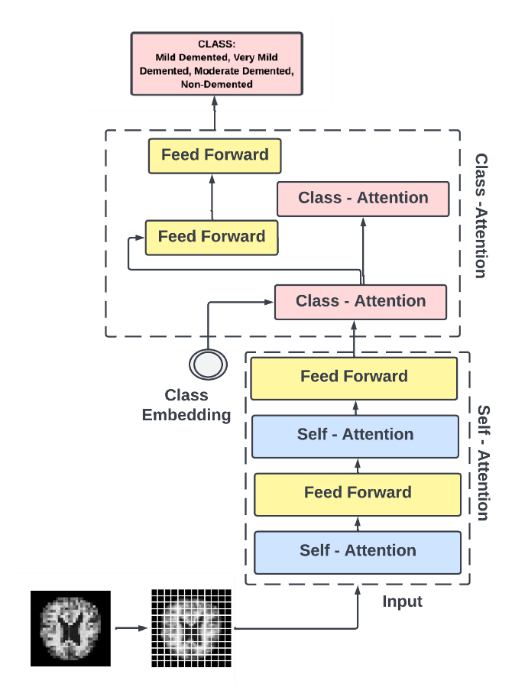 CLASS:
Mild Demented, Very Mild
Demented, Moderate Demented,
Non-Demented
Feed Forward
Class - Attention
Feed Forward
Class - Attention
Class -Attention
Class
Embedding
Feed Forward
Self - Attention
Feed Forward
Self - Attention
Self - Attention
Input